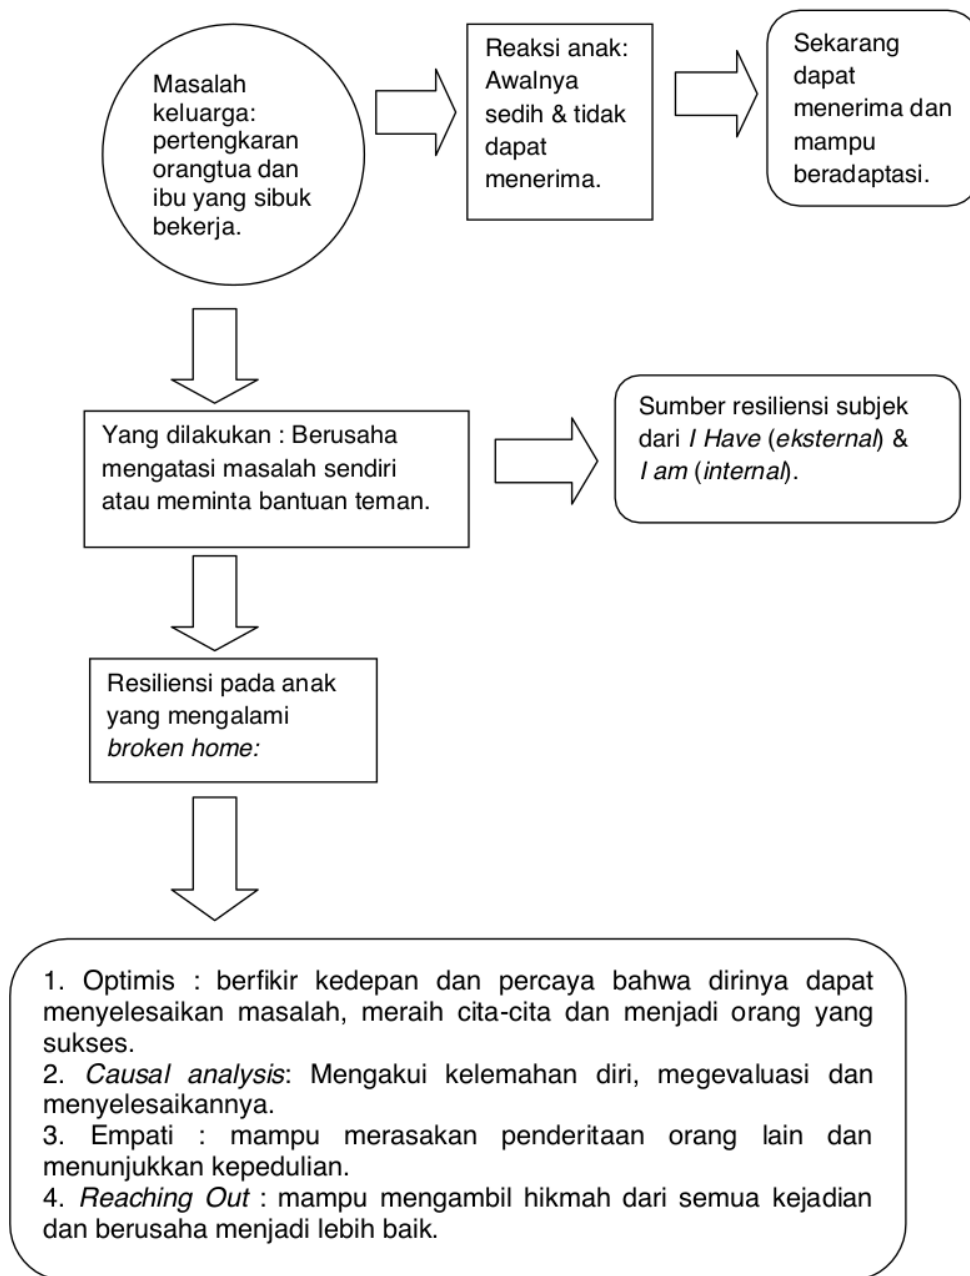 Masalah
keluarga:
pertengkaran
orangtua dan
ibu yang sibuk
bekerja.
Reaksi anak:
Awalnya
sedih & tidak
dapat
menerima.
Sekarang
dapat
menerima dan
mampu
beradaptasi.
Yang dilakukan : Berusaha
mengatasi masalah sendiri
atau meminta bantuan teman.
Sumber resiliensi subjek
dari I Have (eksternal) &
I am (internal).
Resiliensi pada anak
yang mengalami
broken home:
1. Optimis : berfikir kedepan dan percaya bahwa dirinya dapat
menyelesaikan masalah, meraih cita-cita dan menjadi orang yang
sukses.
2. Causal analysis: Mengakui kelemahan diri, megevaluasi dan
menyelesaikannya.
3. Empati : mampu merasakan penderitaan orang lain dan
menunjukkan kepedulian.
4. Reaching Out : mampu mengambil hikmah dari semua kejadian
dan berusaha menjadi lebih baik.